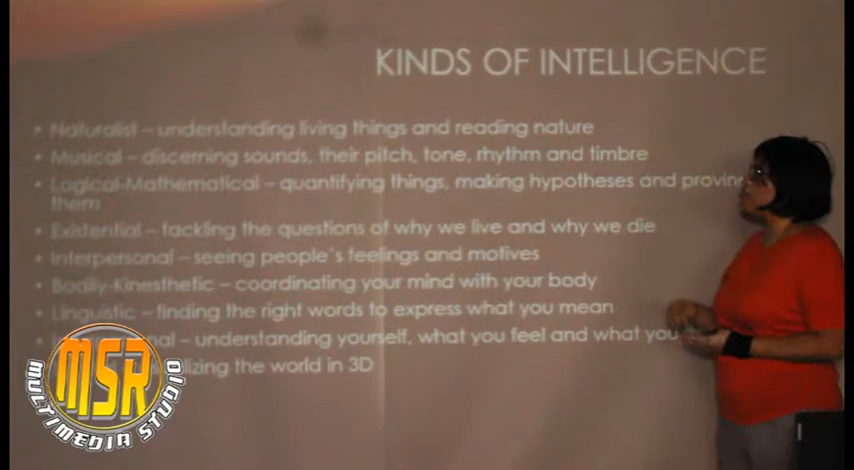 KINDS OF INTELLIGENCE
• Naturalist – understanding living things and reading nature
• Musical – discerning sounds, their pitch, tone, rhythm and timbre
• Logical-Mathematical – quantifying things, making hypotheses and
them
• Existential – tackling the questions of why we live and why we die
• Interpersonal – seeing people's feelings and motives
• Bodily-Kinesthetic – coordinating your mind with your body
• Linguistic – finding the right words to express what you mean
• – understanding yourself, what you feel and what you
the world in 3D
MSR
MULTIMEDIA STUDIO